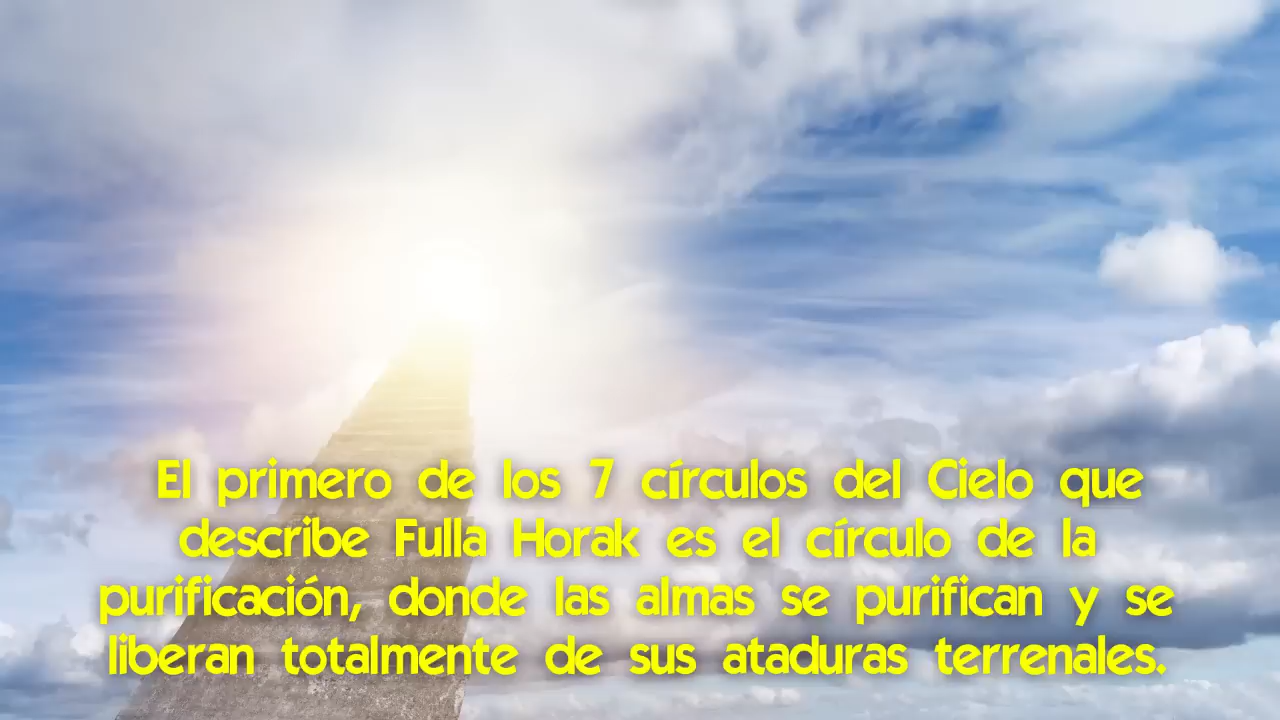 El primero de los 7 círculos del Cielo que
describe Fulla Horak es el círculo de la
purificación, donde las almas se purifican y se
liberan totalmente de sus ataduras terrenales.